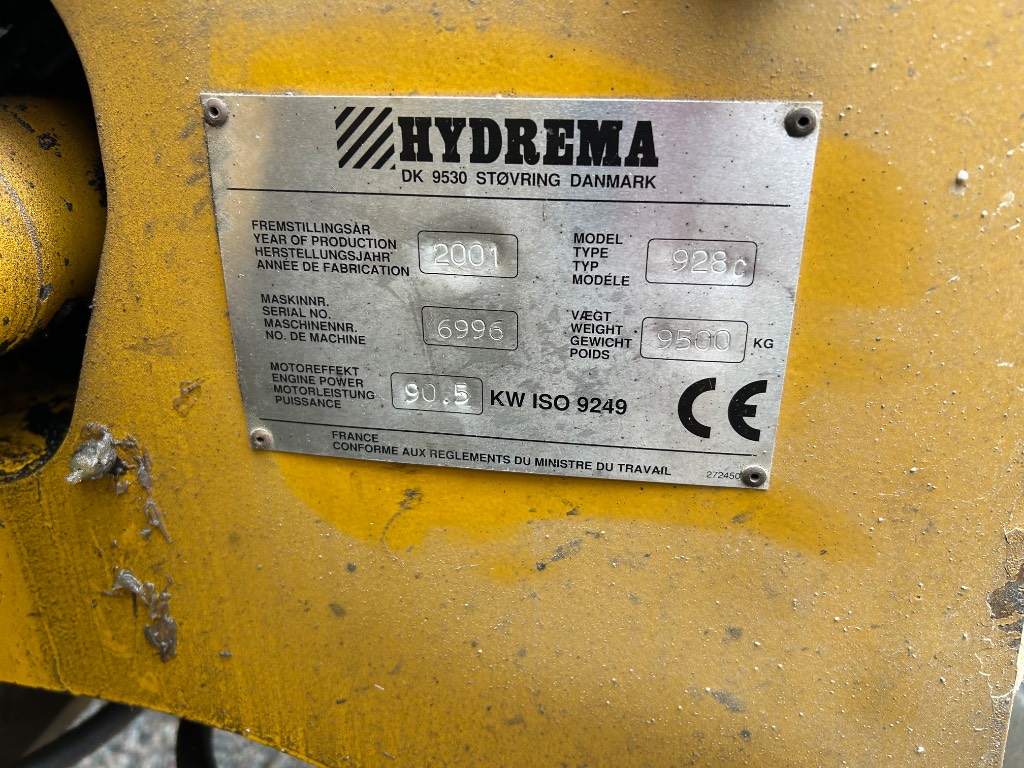 HYDREMA
DK 9530 STØVRING DANMARK
FREMSTILLINGSÅR
YEAR OF PRODUCTION
HERSTELLUNGSJAHR
ANNÉE DE FABRICATION
2001
MODEL
TYPE
TYP
MODÉLE
928C
MASKINNR.
SERIAL NO.
MASCHINENNR.
NO. DE MACHINE
6996
VÆGT
WEIGHT
GEWICHT
POIDS
9500 KG
MOTOREFFEKT
ENGINE POWER
MOTORLEISTUNG
PUISSANCE
90.5 KW ISO 9249
CE
FRANCE
CONFORME AUX REGLEMENTS DU MINISTRE DU TRAVAIL